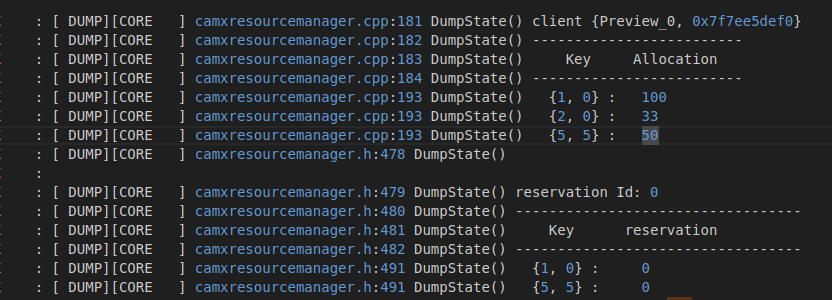 : [ DUMP][CORE   ] camxresourcemanager.cpp:181 DumpState() client {Preview_0, 0x7f7ee5def0}
: [ DUMP][CORE   ] camxresourcemanager.cpp:182 DumpState() -------------------------
: [ DUMP][CORE   ] camxresourcemanager.cpp:183 DumpState()     Key     Allocation
: [ DUMP][CORE   ] camxresourcemanager.cpp:184 DumpState() -------------------------
: [ DUMP][CORE   ] camxresourcemanager.cpp:193 DumpState()   {1, 0} :   100
: [ DUMP][CORE   ] camxresourcemanager.cpp:193 DumpState()   {2, 0} :   33
: [ DUMP][CORE   ] camxresourcemanager.cpp:193 DumpState()   {5, 5} :   50
: [ DUMP][CORE   ] camxresourcemanager.h:478 DumpState()
:
: [ DUMP][CORE   ] camxresourcemanager.h:479 DumpState() reservation Id: 0
: [ DUMP][CORE   ] camxresourcemanager.h:480 DumpState() ----------------------------------
: [ DUMP][CORE   ] camxresourcemanager.h:481 DumpState()     Key      reservation
: [ DUMP][CORE   ] camxresourcemanager.h:482 DumpState() ----------------------------------
: [ DUMP][CORE   ] camxresourcemanager.h:491 DumpState()   {1, 0} :     0
: [ DUMP][CORE   ] camxresourcemanager.h:491 DumpState()   {5, 5} :     0